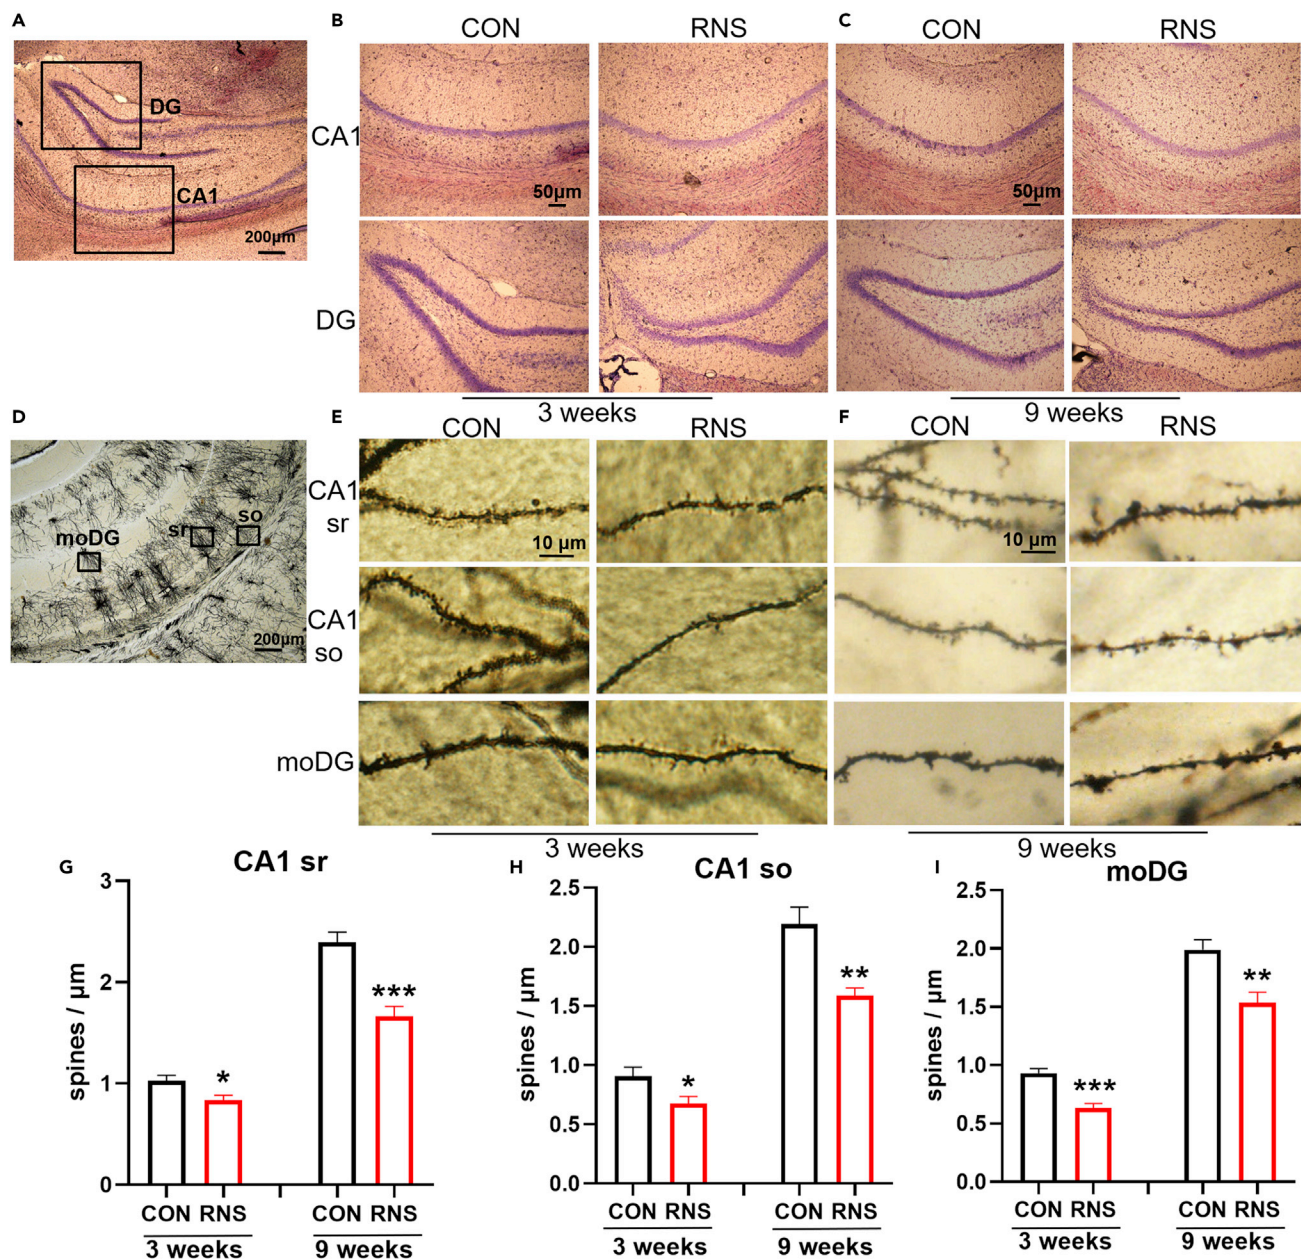 A
DG
CA1
200μm
B
CON RNS
C
CON RNS
CA1
50μm
50μm
DG
3 weeks
9 weeks
D
moDG sr so
200μm
E
CON RNS
F
CON RNS
CA1
sr
10 μm
10 μm
CA1
so
moDG
3 weeks
9 weeks
G
CA1 sr
spines / μm
3
2
1
0
*
***
CON RNS CON RNS
3 weeks 9 weeks
H
CA1 so
spines / μm
2.5
2.0
1.5
1.0
0.5
0.0
*
**
CON RNS CON RNS
3 weeks 9 weeks
I
moDG
spines / μm
2.5
2.0
1.5
1.0
0.5
0.0
***
**
CON RNS CON RNS
3 weeks 9 weeks